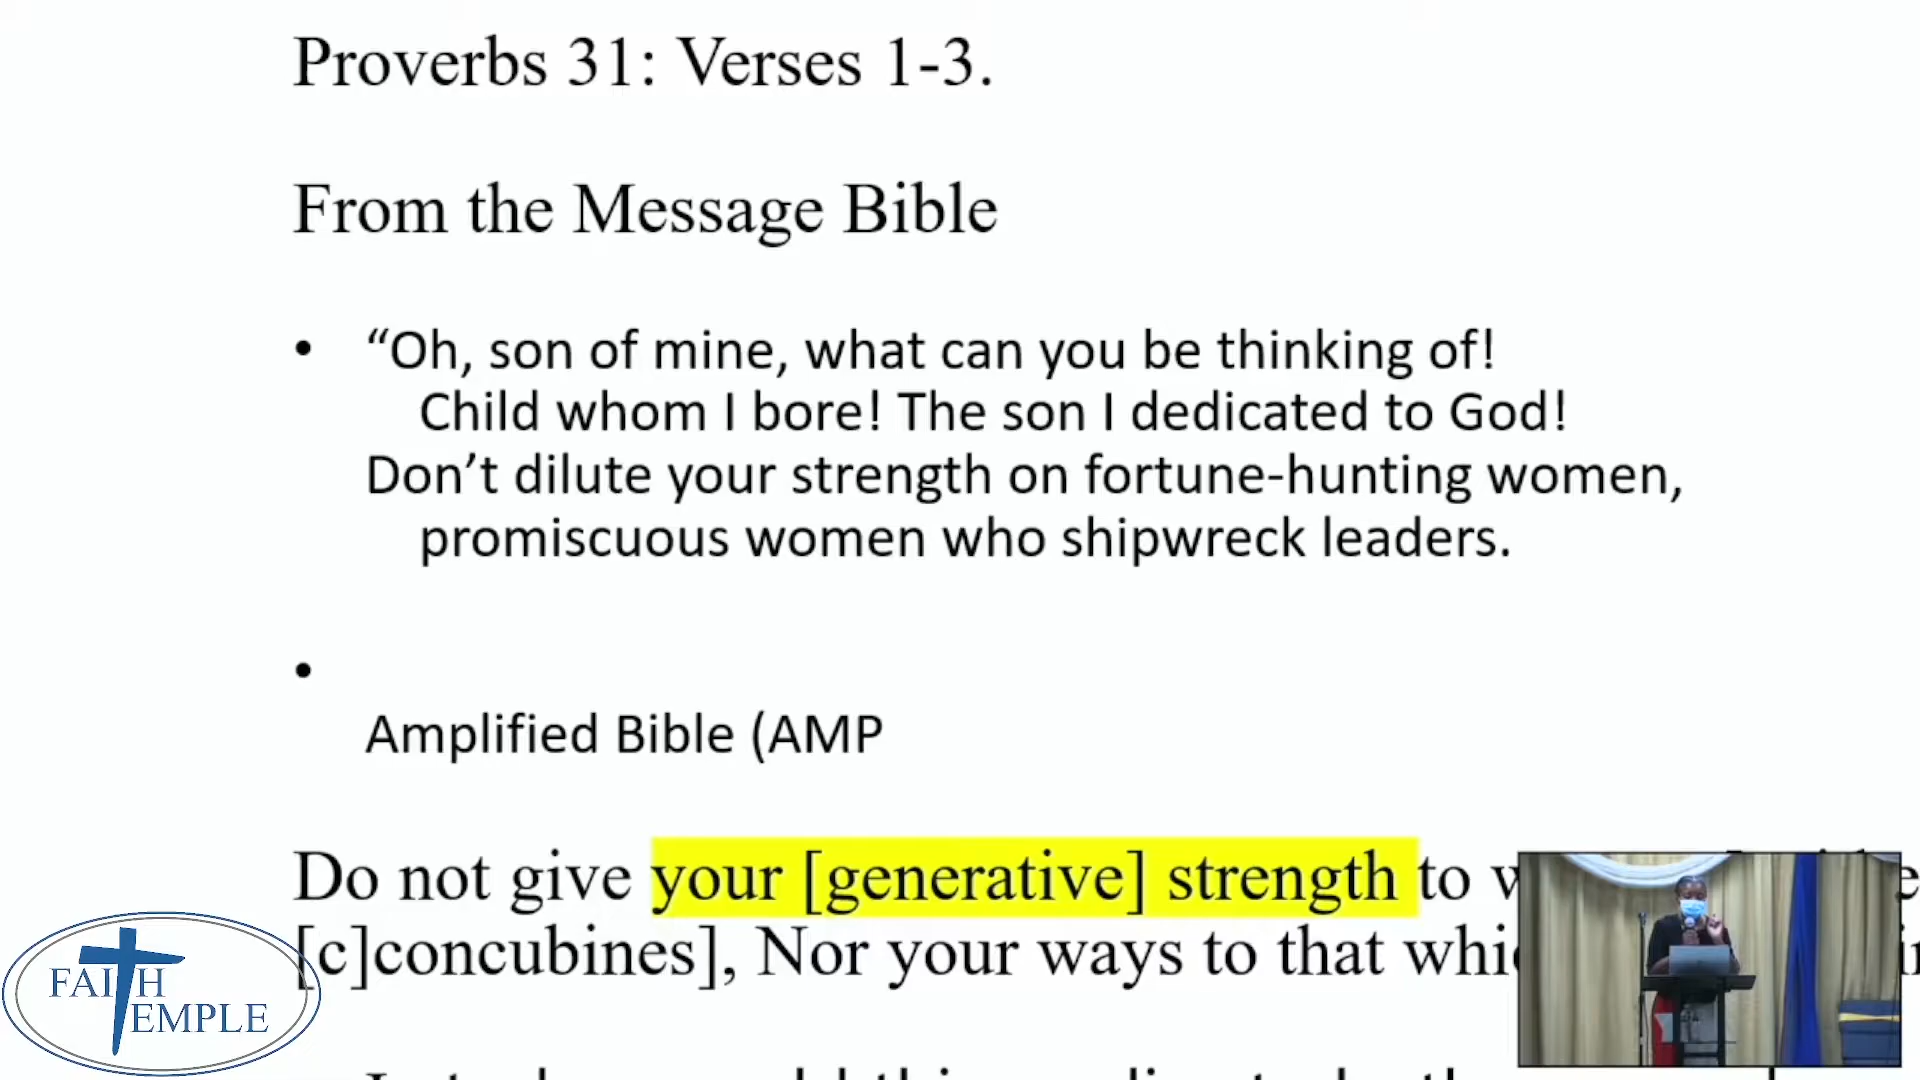 Proverbs 31: Verses 1-3.
From the Message Bible
• “Oh, son of mine, what can you be thinking of!
Child whom I bore! The son I dedicated to God!
Don’t dilute your strength on fortune-hunting women,
promiscuous women who shipwreck leaders.
•
Amplified Bible (AMP
Do not give your [generative] strength to
[c]concubines], Nor your ways to that
FAITH
TEMPLE